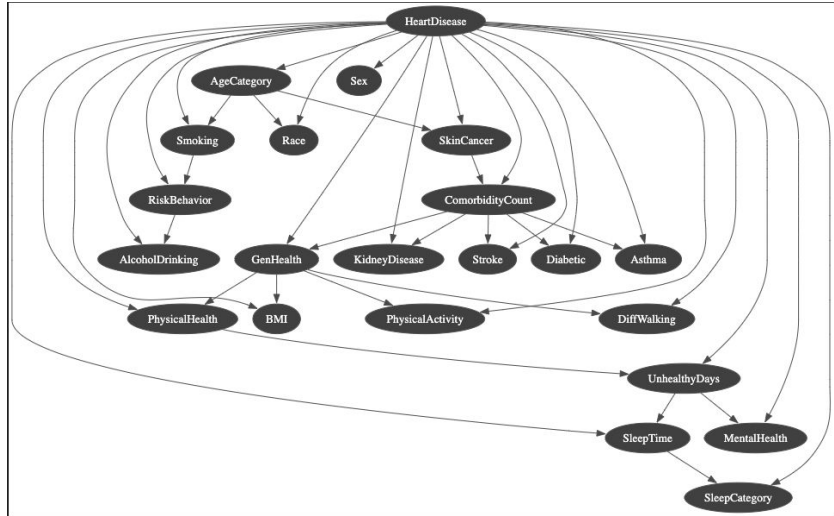 HeartDisease
AgeCategory
Sex
Smoking
Race
SkinCancer
RiskBehavior
ComorbidityCount
AlcoholDrinking
GenHealth
KidneyDisease
Stroke
Diabetic
Asthma
PhysicalHealth
BMI
PhysicalActivity
DiffWalking
UnhealthyDays
SleepTime
MentalHealth
SleepCategory